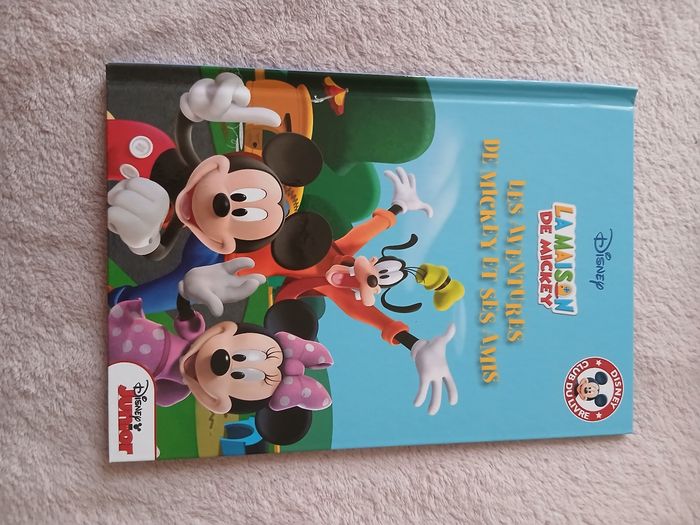 DISNEY
LA MAISON
DE MICKEY
LES AVENTURES
DE MICKEY ET SES AMIS
DISNEY
CLUB DU LIVRE
Disney
JUNIOR